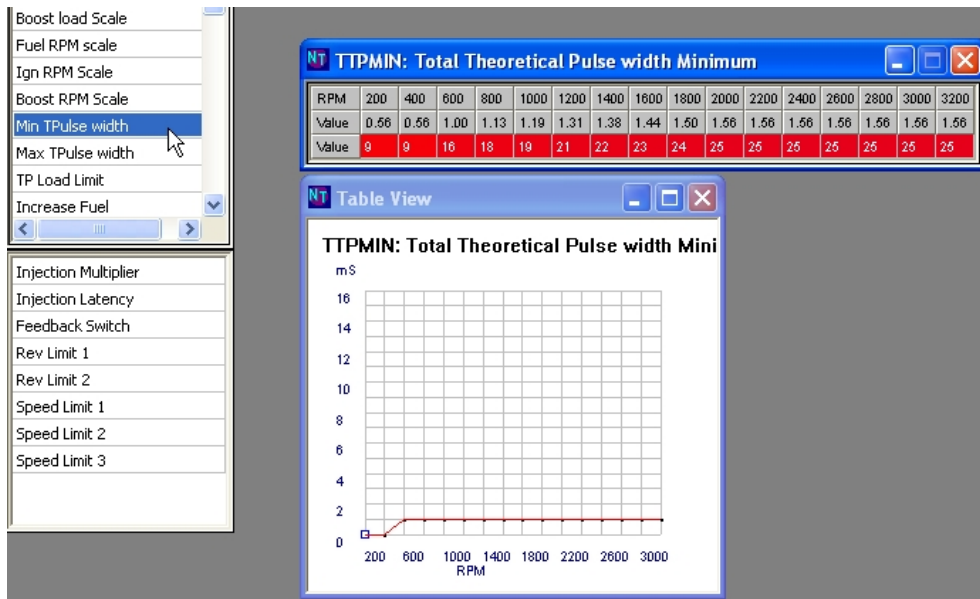 Boost load Scale
Fuel RPM scale
Ign RPM Scale
Boost RPM Scale
Min TPulse width
Max TPulse width
TP Load Limit
Increase Fuel
Injection Multiplier
Injection Latency
Feedback Switch
Rev Limit 1
Rev Limit 2
Speed Limit 1
Speed Limit 2
Speed Limit 3
NT TTPMIN: Total Theoretical Pulse width Minimum
RPM 200 400 600 800 1000 1200 1400 1600 1800 2000 2200 2400 2600 2800 3000 3200
Value 0.56 0.56 1.00 1.13 1.19 1.31 1.38 1.44 1.50 1.56 1.56 1.56 1.56 1.56 1.56 1.56
Value 9 9 16 18 19 21 22 23 24 25 25 25 25 25 25 25
NT Table View
TTPMIN: Total Theoretical Pulse width Mini
mS
16
14
12
10
8
6
4
2
0
200 600 1000 1400 1800 2200 2600 3000
RPM